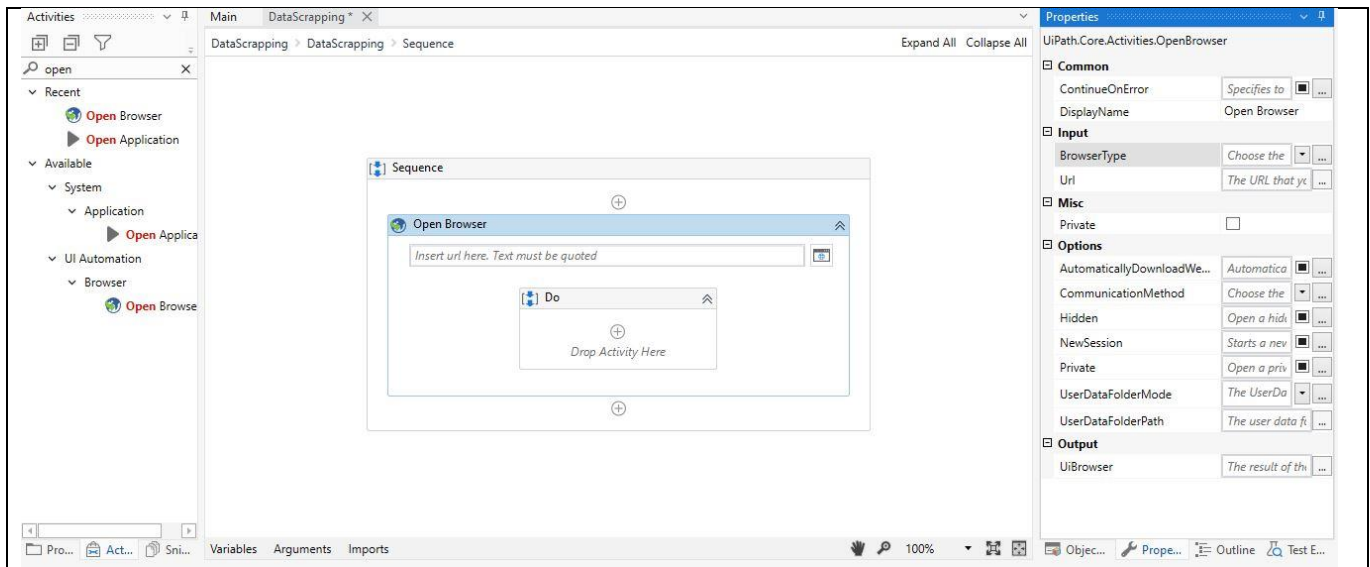 Activities
Main DataScrapping * X
Properties
DataScrapping > DataScrapping > Sequence
Expand All Collapse All
UiPath.Core.Activities.OpenBrowser
open
Recent
Open Browser
Open Application
Available
System
Application
Open Applica
UI Automation
Browser
Open Browse
Sequence
Open Browser
Insert url here. Text must be quoted
Do
Drop Activity Here
Common
ContinueOnError Specifies to ...
DisplayName Open Browser
Input
BrowserType Choose the ...
Url The URL that yo ...
Misc
Private
Options
AutomaticallyDownloadWe... Automatica ...
CommunicationMethod Choose the ...
Hidden Open a hidd ...
NewSession Starts a new ...
Private Open a priv ...
UserDataFolderMode The UserDa ...
UserDataFolderPath The user data fo ...
Output
UiBrowser The result of the ...
Pro... Act... Sni...
Variables Arguments Imports
100%
Objec... Prope... Outline Test E...